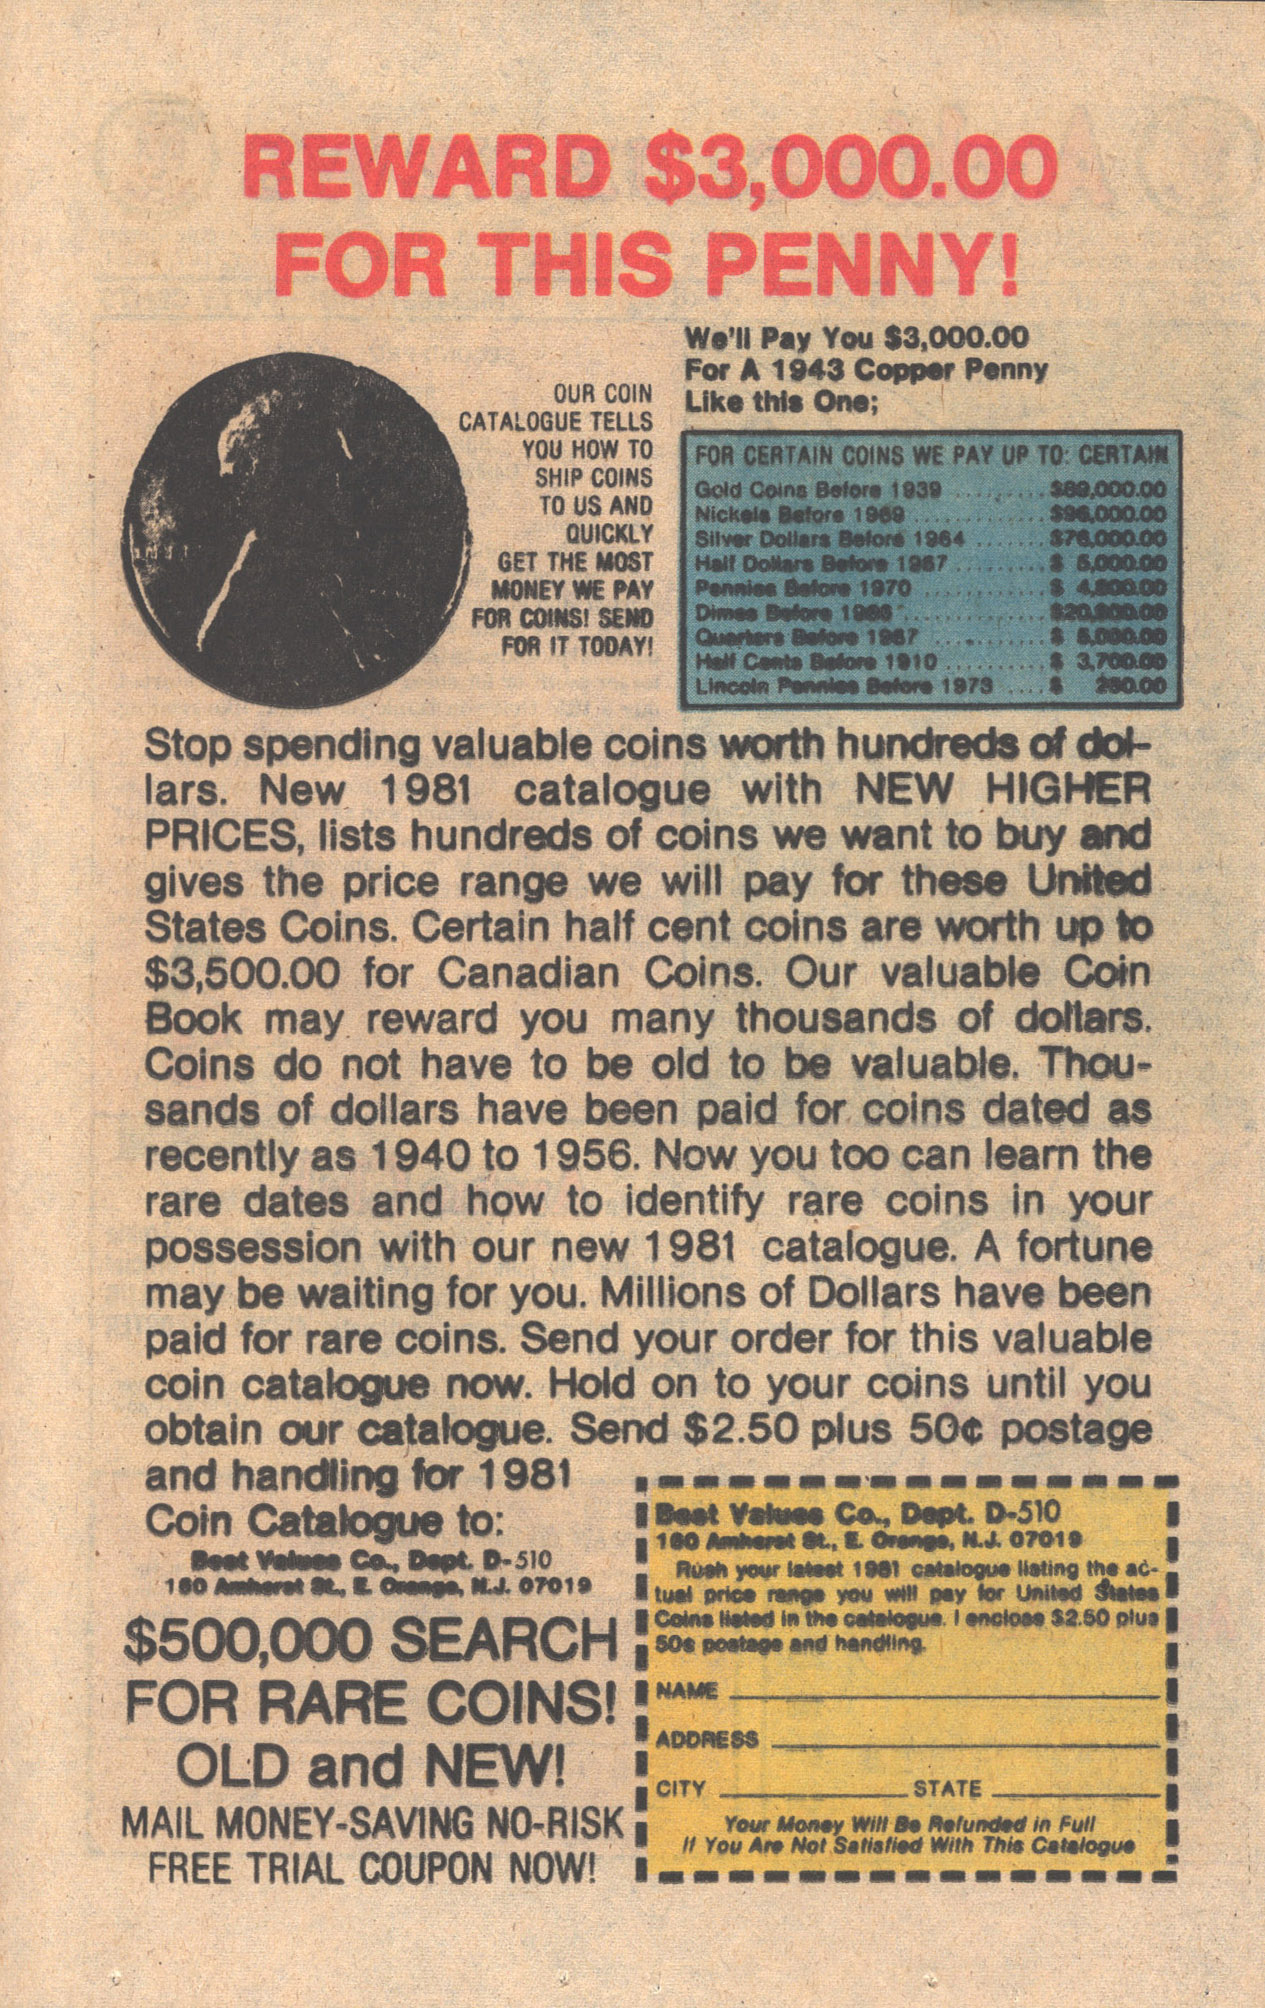 REWARD $3,000.00
FOR THIS PENNY!
We'll Pay You $3,000.00
For A 1943 Copper Penny
Like this One;
OUR COIN
CATALOGUE TELLS
YOU HOW TO
SHIP COINS
TO US AND
QUICKLY
GET THE MOST
MONEY WE PAY
FOR COINS! SEND
FOR IT TODAY!
FOR CERTAIN COINS WE PAY UP TO: CERTAIN
Gold Coins Before 1939 ......... $89,000.00
Nickels Before 1969 ............. $96,000.00
Silver Dollars Before 1964 ....... $76,000.00
Half Dollars Before 1967 ......... $ 5,000.00
Pennies Before 1970 ............ $
Dimes Before
Quarters Before 1967 ........... $ 5,000.00
Half Cents Before 1910 .......... $ 3,700.00
Lincoln Pennies Before 1973 .... $
Stop spending valuable coins worth hundreds of dol-
lars. New 1981 catalogue with NEW HIGHER
PRICES, lists hundreds of coins we want to buy and
gives the price range we will pay for these United
States Coins. Certain half cent coins are worth up to
$3,500.00 for Canadian Coins. Our valuable Coin
Book may reward you many thousands of dollars.
Coins do not have to be old to be valuable. Thou-
sands of dollars have been paid for coins dated as
recently as 1940 to 1956. Now you too can learn the
rare dates and how to identify rare coins in your
possession with our new 1981 catalogue. A fortune
may be waiting for you. Millions of Dollars have been
paid for rare coins. Send your order for this valuable
coin catalogue now. Hold on to your coins until you
obtain our catalogue. Send $2.50 plus 50¢ postage
and handling for 1981
Coin Catalogue to:
Best Values Co., Dept. D-510
160 Amherst St., E. Orange, N.J. 07019
$500,000 SEARCH
FOR RARE COINS!
OLD and NEW!
MAIL MONEY-SAVING NO-RISK
FREE TRIAL COUPON NOW!
Best Values Co., Dept. D-510
160 Amherst St., E. Orange, N.J. 07019
Rush your latest 1981 catalogue listing the ac-
tual price range you will pay for United States
Coins listed in the catalogue. I enclose $2.50 plus
50¢ postage and handling.
NAME
ADDRESS
CITY STATE
Your Money Will Be Refunded in Full
If You Are Not Satisfied With This Catalogue